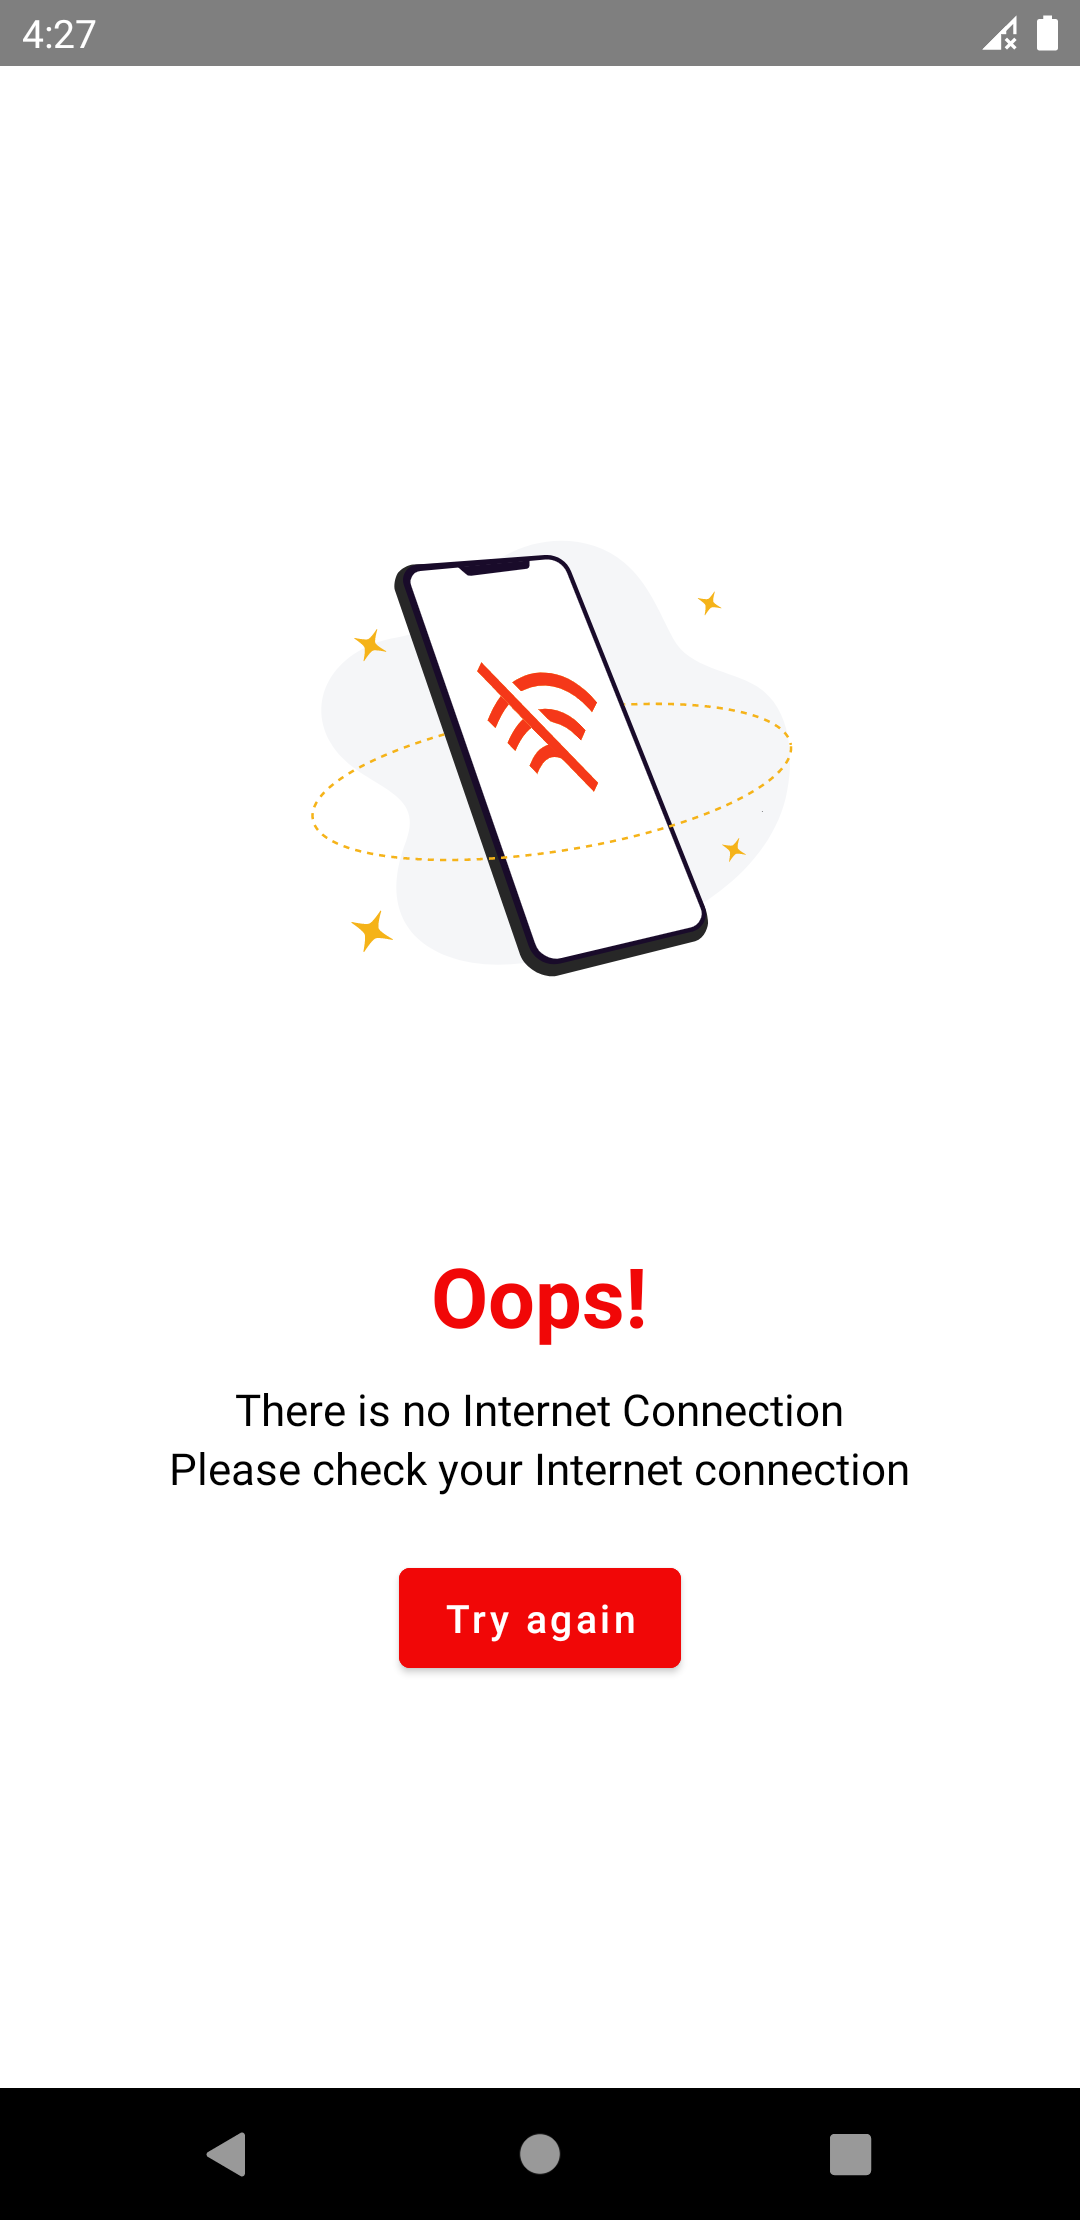 4:27
Oops!
There is no Internet Connection
Please check your Internet connection
Try again